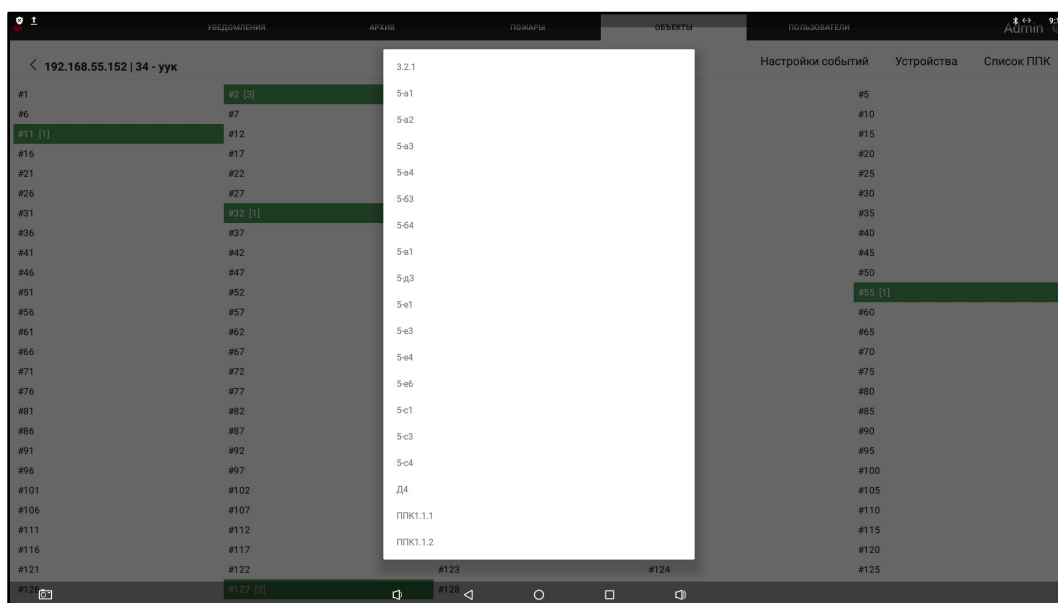 УВЕДОМЛЕНИЯ АРХИВ ПОЖАРЫ ОБЪЕКТЫ ПОЛЬЗОВАТЕЛИ Admin
192.168.55.152 | 34 - уук Настройки событий Устройства Список ППК
3.2.1
5-а1
5-а2
5-а3
5-а4
5-б3
5-б4
5-в1
5-д3
5-е1
5-е3
5-е4
5-е6
5-с1
5-с3
5-с4
Д4
ППК1.1.1
ППК1.1.2
#1 #2 [3] #5
#6 #7 #10
#11 [1] #12 #15
#16 #17 #20
#21 #22 #25
#26 #27 #30
#31 #32 [1] #35
#36 #37 #40
#41 #42 #45
#46 #47 #50
#51 #52 #55 [1]
#56 #57 #60
#61 #62 #65
#66 #67 #70
#71 #72 #75
#76 #77 #80
#81 #82 #85
#86 #87 #90
#91 #92 #95
#96 #97 #100
#101 #102 #105
#106 #107 #110
#111 #112 #115
#116 #117 #120
#121 #122 #123 #124 #125
#126 #127 [3] #128